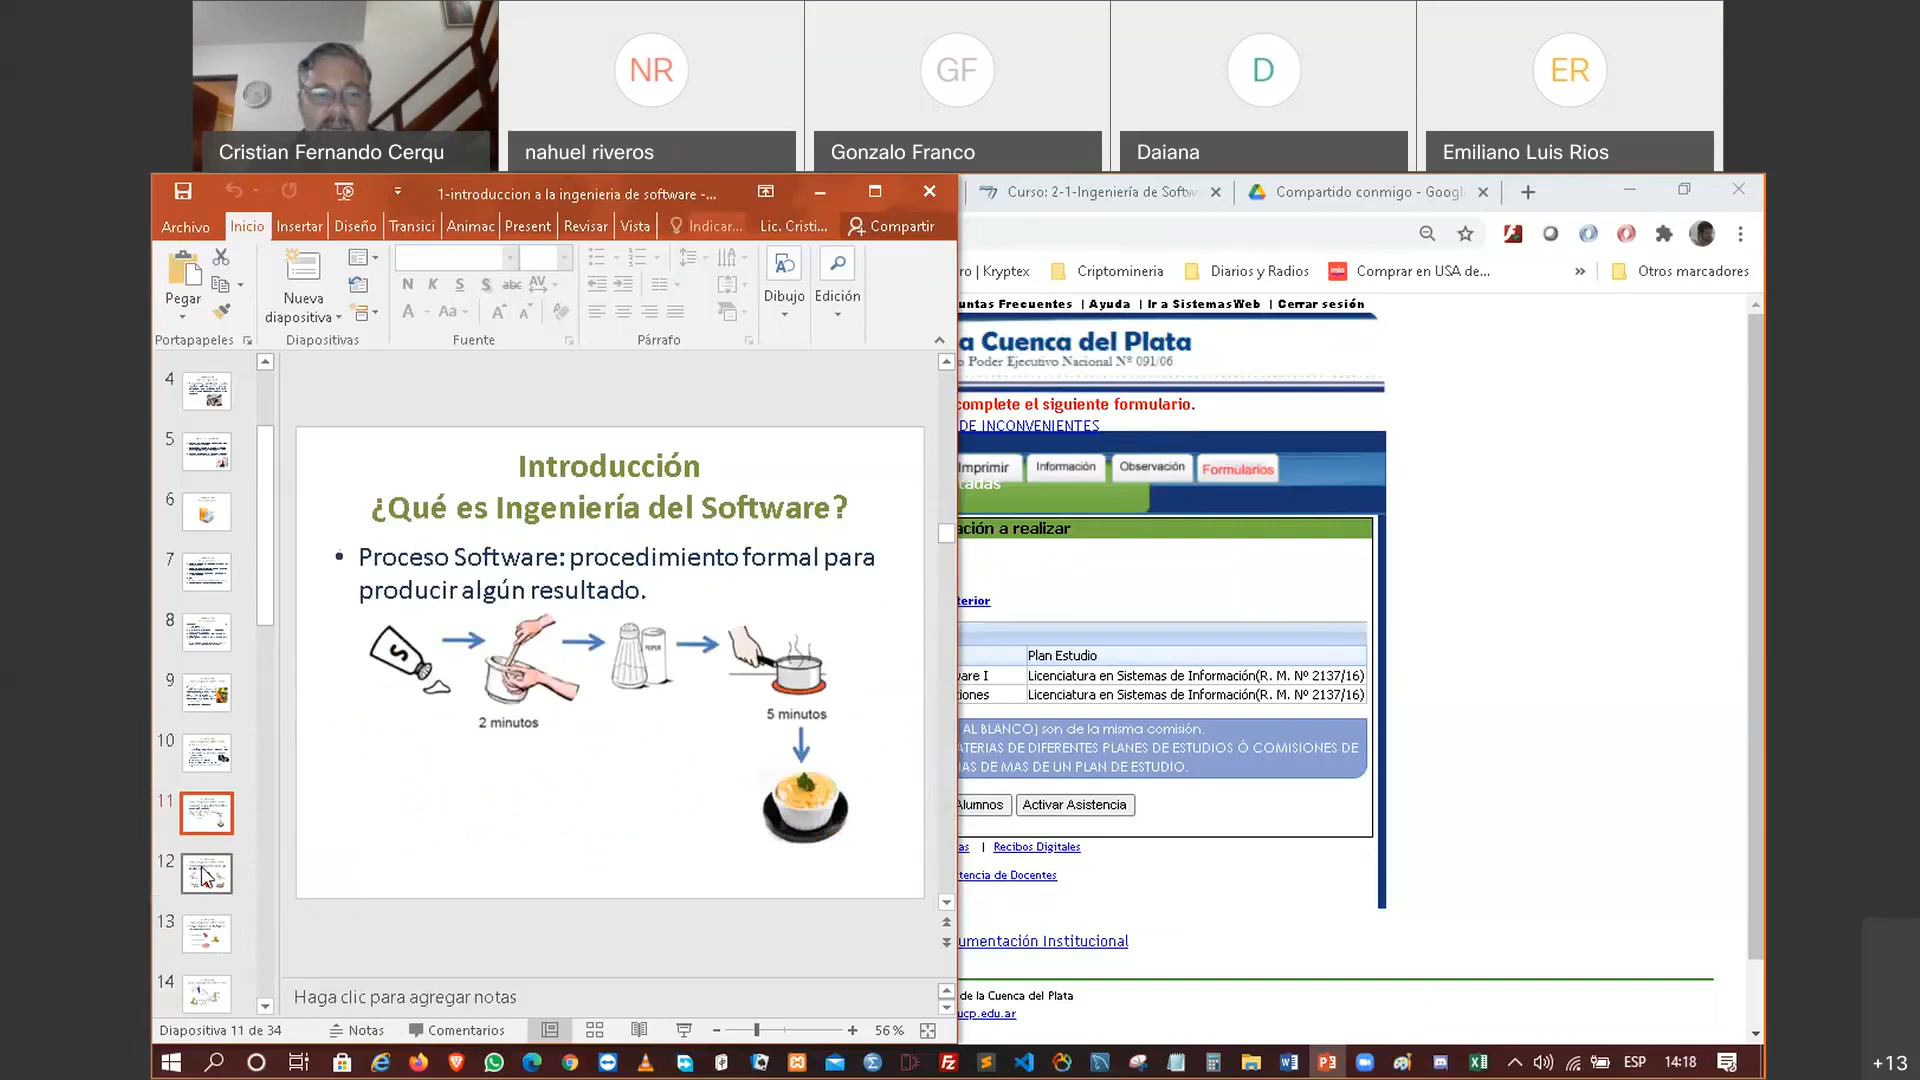 NR
GF
D
ER
Cristian Fernando Cerqu
nahuel riveros
Gonzalo Franco
Daiana
Emiliano Luis Rios
1-introduccion a la ingenieria de software -...
Archivo
Inicio
Insertar
Diseño
Transici
Animac
Present
Revisar
Vista
Indicar...
Lic. Cristi...
Compartir
Pegar
Nueva
diapositiva
N K S S abc AV
A Aa A A
Dibujo
Edición
Portapapeles
Diapositivas
Fuente
Párrafo
4
5
6
7
8
9
10
11
12
13
14
Introducción
¿Qué es Ingeniería del Software?
• Proceso Software: procedimiento formal para
producir algún resultado.
S
2 minutos
5 minutos
Haga clic para agregar notas
Diapositiva 11 de 34
Notas
Comentarios
56 %
Curso: 2-1-Ingeniería de Softw
Compartido conmigo - Googl
ro | Kryptex
Criptomineria
Diarios y Radios
Comprar en USA de...
»
Otros marcadores
untas Frecuentes | Ayuda | Ir a SistemasWeb | Cerrar sesión
a Cuenca del Plata
o Poder Ejecutivo Nacional Nº 091/06
complete el siguiente formulario.
DE INCONVENIENTES
Imprimir
Información
Observación
Formularios
tadas
ación a realizar
terior
Plan Estudio
ware I
Licenciatura en Sistemas de Información(R. M. Nº 2137/16)
ciones
Licenciatura en Sistemas de Información(R. M. Nº 2137/16)
AL BLANCO) son de la misma comisión.
ATERIAS DE DIFERENTES PLANES DE ESTUDIOS Ó COMISIONES DE
IAS DE MAS DE UN PLAN DE ESTUDIO.
Alumnos
Activar Asistencia
as | Recibos Digitales
tencia de Docentes
umentación Institucional
de la Cuenca del Plata
ucp.edu.ar
ESP
14:18
+13